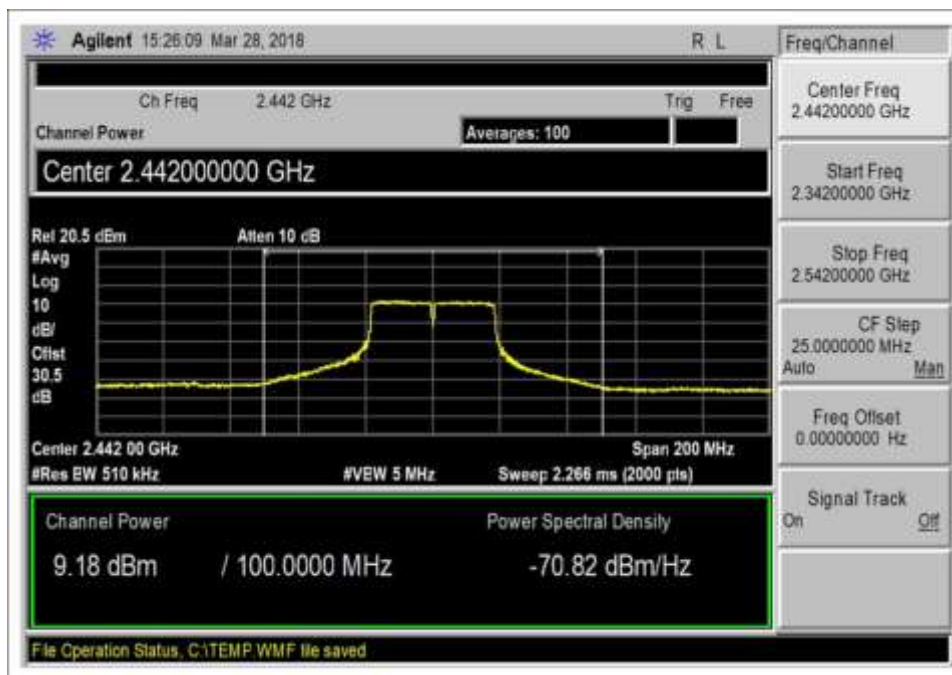 Agilent 15:26:09 Mar 28, 2018 R L
Ch Freq 2.442 GHz Trig Free
Channel Power Averages: 100
Center 2.442000000 GHz
Ref 20.5 dBm Atten 10 dB
#Avg
Log
10
dB/
Offst
30.5
dB
Center 2.442 00 GHz Span 200 MHz
#Res BW 510 kHz #VBW 5 MHz Sweep 2.266 ms (2000 pts)
Channel Power Power Spectral Density
9.18 dBm / 100.0000 MHz -70.82 dBm/Hz
File Operation Status, C:\TEMP.WMF file saved
Freq/Channel
Center Freq
2.44200000 GHz
Start Freq
2.34200000 GHz
Stop Freq
2.54200000 GHz
CF Step
25.0000000 MHz
Auto Man
Freq Offset
0.00000000 Hz
Signal Track
On Off